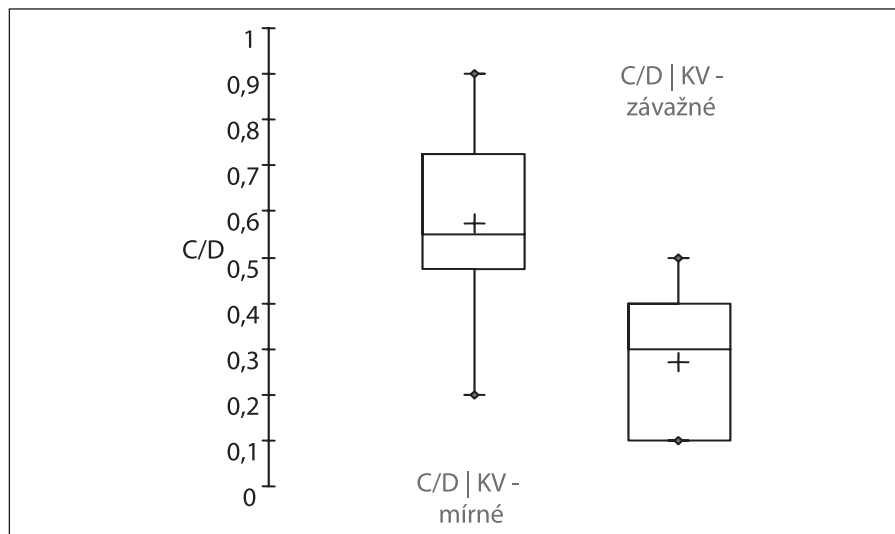 1
0,9
C/D | KV -
závažné
0,8
0,7
0,6
C/D
0,5
0,4
0,3
0,2
0,1
0
C/D | KV -
mírné